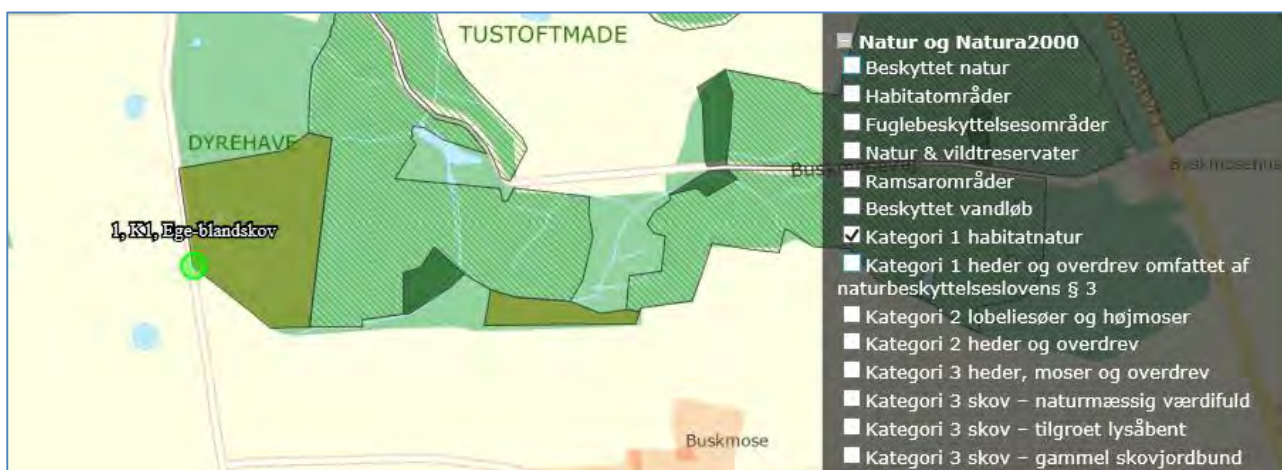 TUSTOFTMADE
DYREHAVE
1, K1, Ege-blandskov
Buskmose
Natur og Natura2000
Beskyttet natur
Habitatområder
Fuglebeskyttelsesområder
Natur & vildtreservater
Ramsarområder
Beskyttet vandløb
Kategori 1 habitatnatur
Kategori 1 heder og overdrev omfattet af
naturbeskyttelseslovens § 3
Kategori 2 lobeliesøer og højmoser
Kategori 2 heder og overdrev
Kategori 3 heder, moser og overdrev
Kategori 3 skov – naturmæssig værdifuld
Kategori 3 skov – tilgroet lysåbent
Kategori 3 skov – gammel skovjordbund